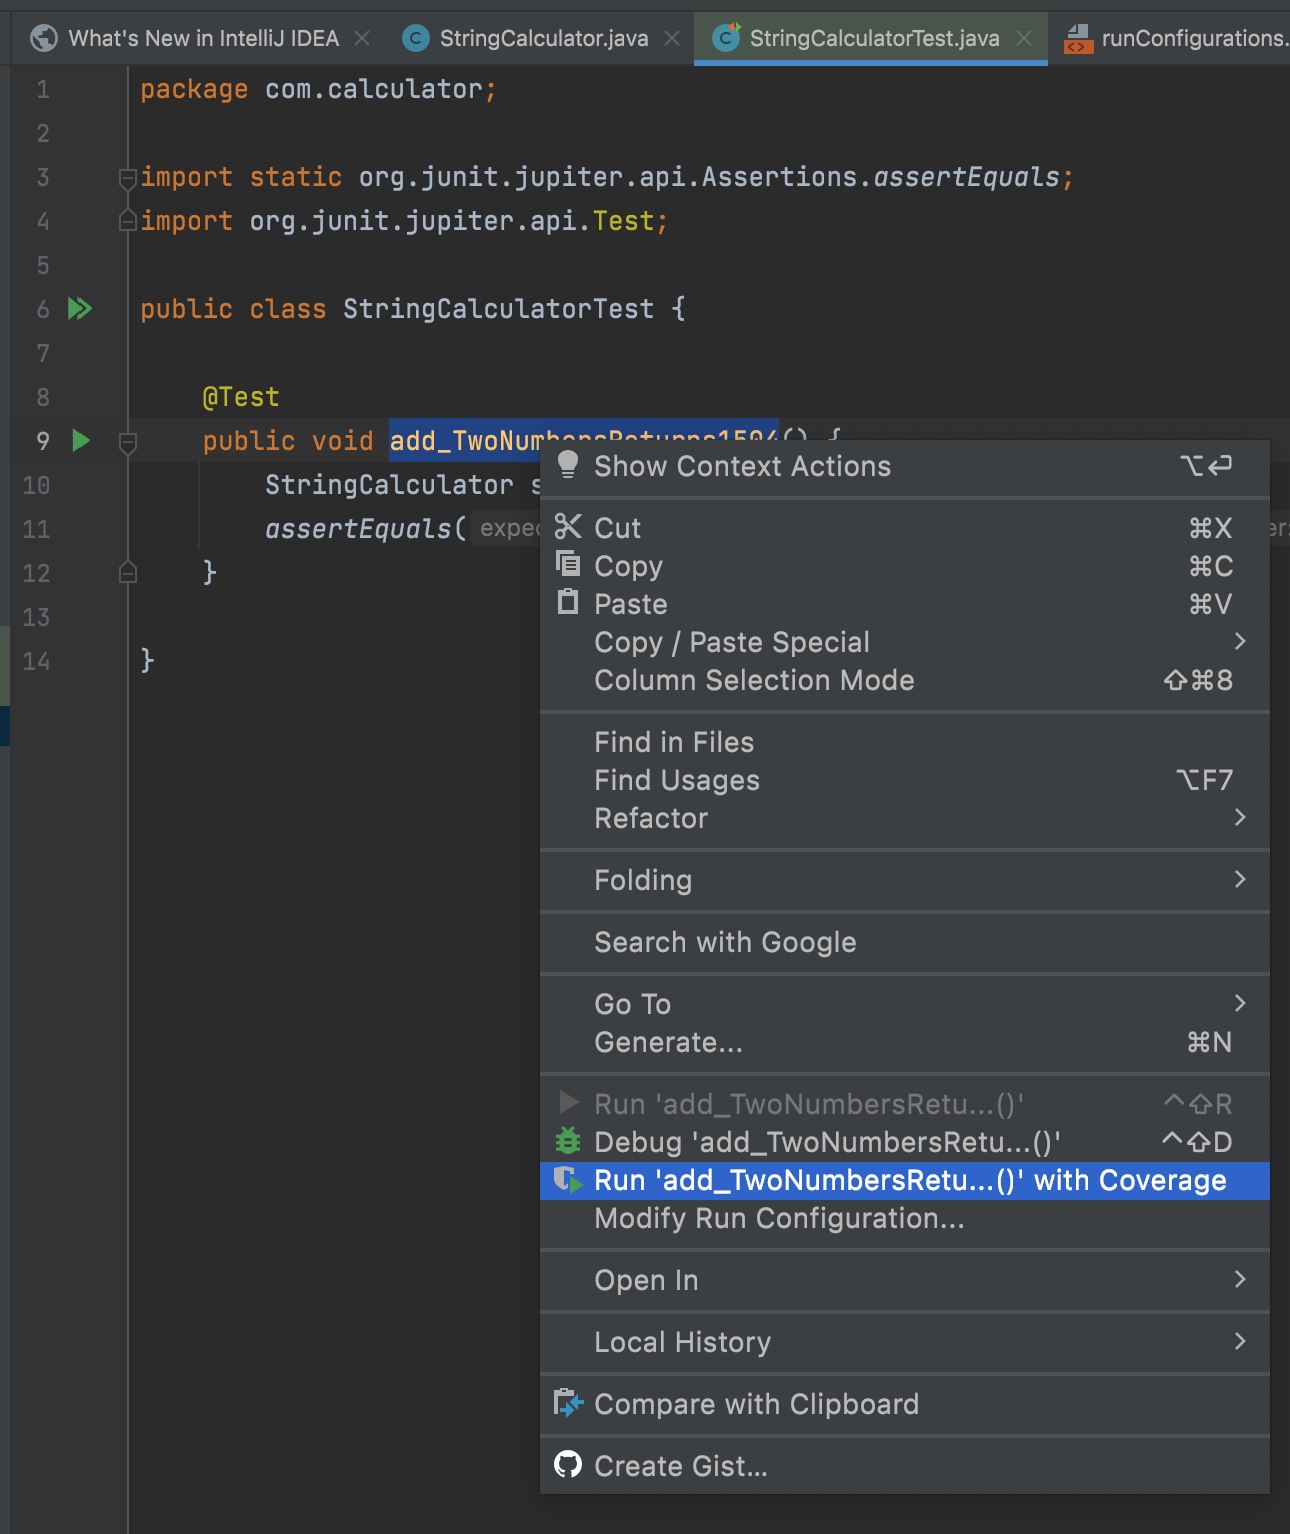 What's New in IntelliJ IDEA StringCalculator.java StringCalculatorTest.java runConfigurations.
1 package com.calculator;
2
3 import static org.junit.jupiter.api.Assertions.assertEquals;
4 import org.junit.jupiter.api.Test;
5
6 public class StringCalculatorTest {
7
8 @Test
9 public void add_TwoNumbersReturns1594() {
10 StringCalculator s
11 assertEquals( expec er:
12 }
13
14 }
Show Context Actions ⌥↩
Cut ⌘X
Copy ⌘C
Paste ⌘V
Copy / Paste Special
Column Selection Mode ⇧⌘8
Find in Files
Find Usages ⌥F7
Refactor
Folding
Search with Google
Go To
Generate... ⌘N
Run 'add_TwoNumbersRetu...()' ^⇧R
Debug 'add_TwoNumbersRetu...()' ^⇧D
Run 'add_TwoNumbersRetu...()' with Coverage
Modify Run Configuration...
Open In
Local History
Compare with Clipboard
Create Gist...